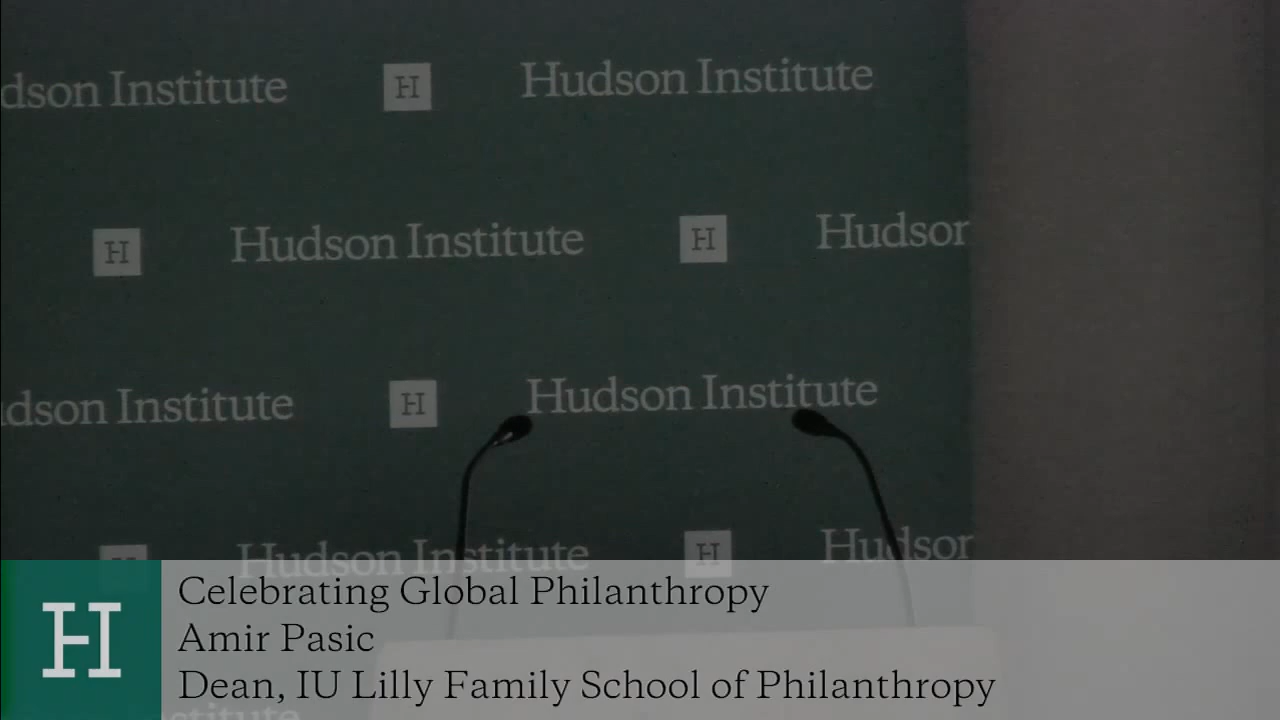 dson Institute H Hudson Institute
H Hudson Institute H Hudsor
dson Institute H Hudson Institute
H Hudson Institute H Hudsor
Celebrating Global Philanthropy
Amir Pasic
H
Dean, IU Lilly Family School of Philanthropy
stitute